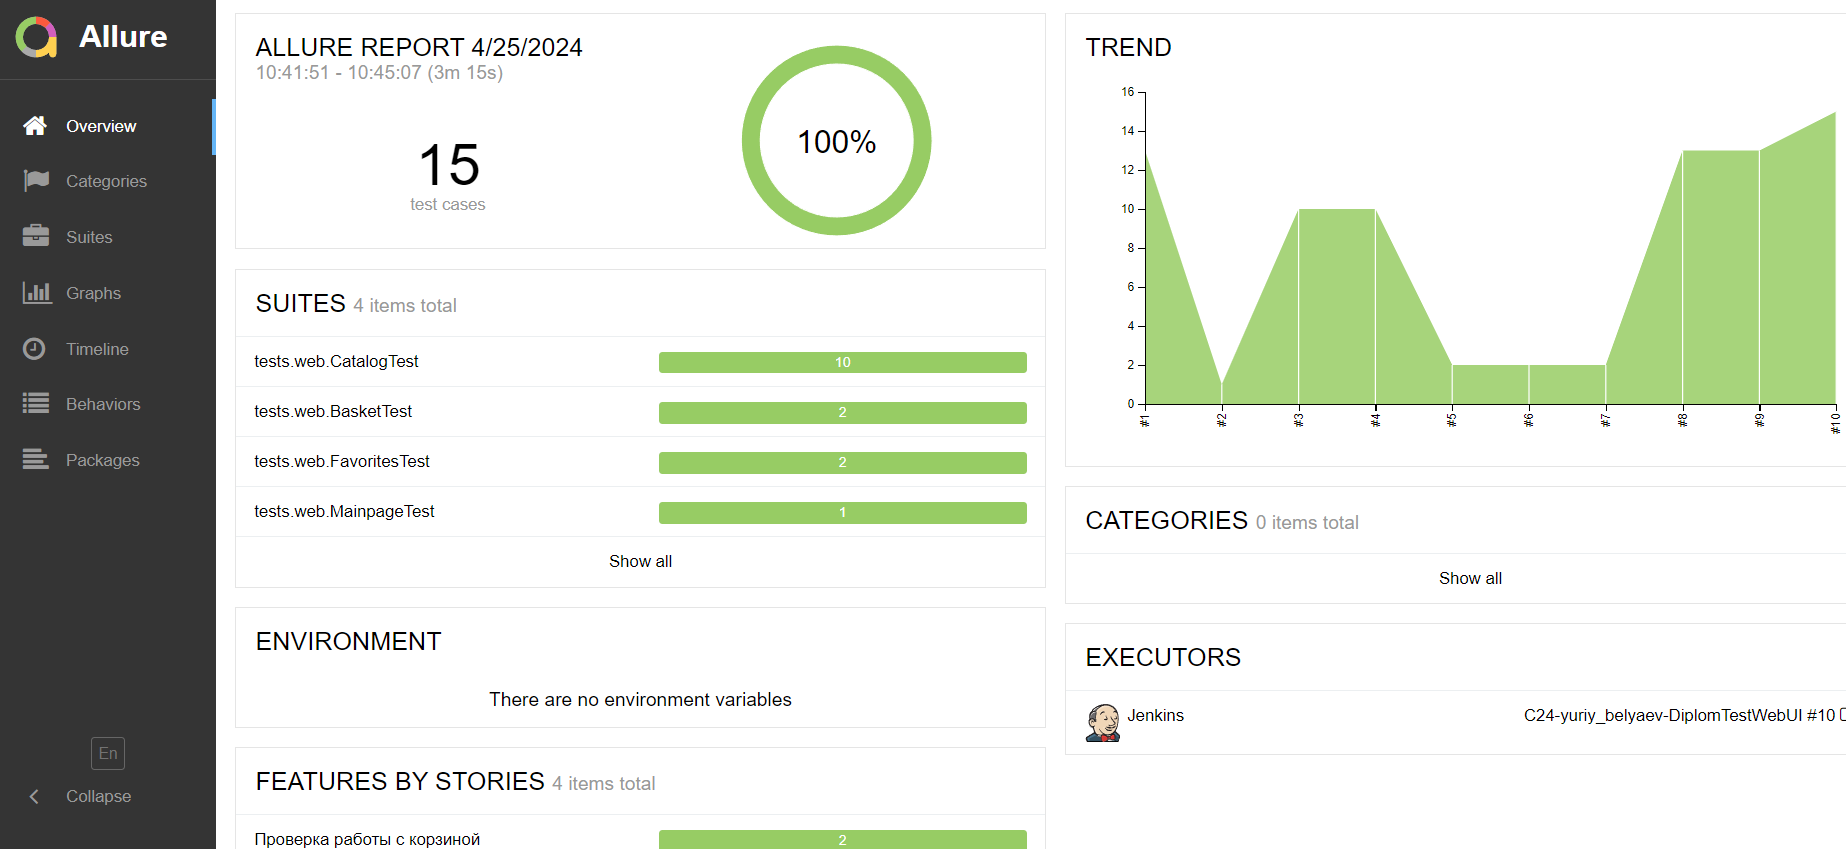 Allure
Overview
Categories
Suites
Graphs
Timeline
Behaviors
Packages
En
Collapse
ALLURE REPORT 4/25/2024
10:41:51 - 10:45:07 (3m 15s)
15
test cases
100%
SUITES 4 items total
tests.web.CatalogTest 10
tests.web.BasketTest 2
tests.web.FavoritesTest 2
tests.web.MainpageTest 1
Show all
ENVIRONMENT
There are no environment variables
FEATURES BY STORIES 4 items total
Проверка работы с корзиной 2
TREND
16
14
12
10
8
6
4
2
0
#1 #2 #3 #4 #5 #6 #7 #8 #9 #10
CATEGORIES 0 items total
Show all
EXECUTORS
Jenkins C24-yuriy_belyaev-DiplomTestWebUI #10